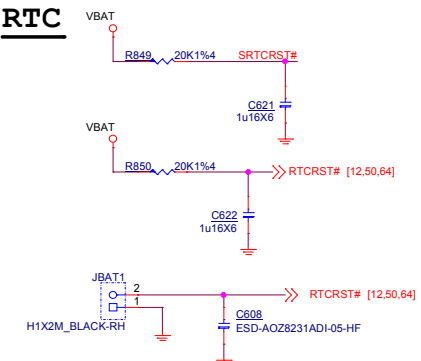 RTC
VBAT
R849 20K1%4 SRTCRST#
C621
1u16X6
VBAT
R850 20K1%4 RTCRST# [12,50,64]
C622
1u16X6
JBAT1
2
1
RTCRST# [12,50,64]
H1X2M_BLACK-RH
C608
ESD-AOZ8231ADI-05-HF